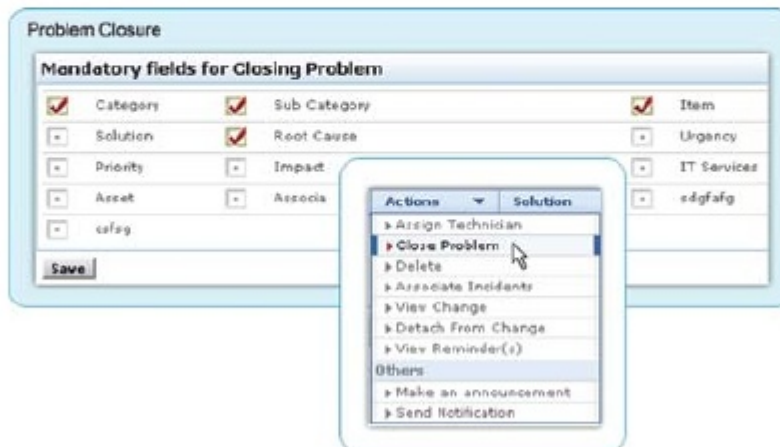 Problem Closure
Mandatory fields for Closing Problem
Category Sub Category Item
Solution Root Cause Urgency
Priority Impact IT Services
Asset Associa sdgfafg
Save
Actions Solution
Assign Technician
Close Problem
Delete
Associate Incidents
View Change
Detach From Change
View Reminder(s)
Others
Make an announcement
Send Notification